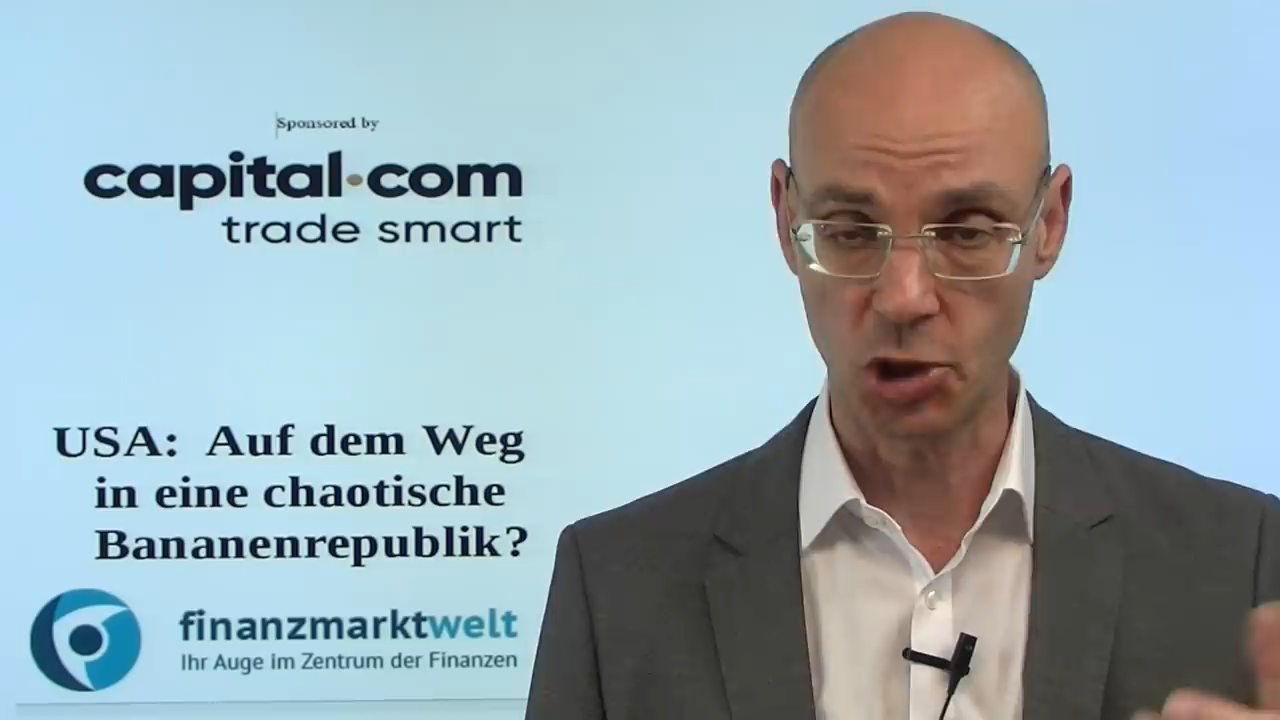 Sponsored by
capital.com
trade smart
USA: Auf dem Weg
in eine chaotische
Bananenrepublik?
finanzmarktwelt
Ihr Auge im Zentrum der Finanzen